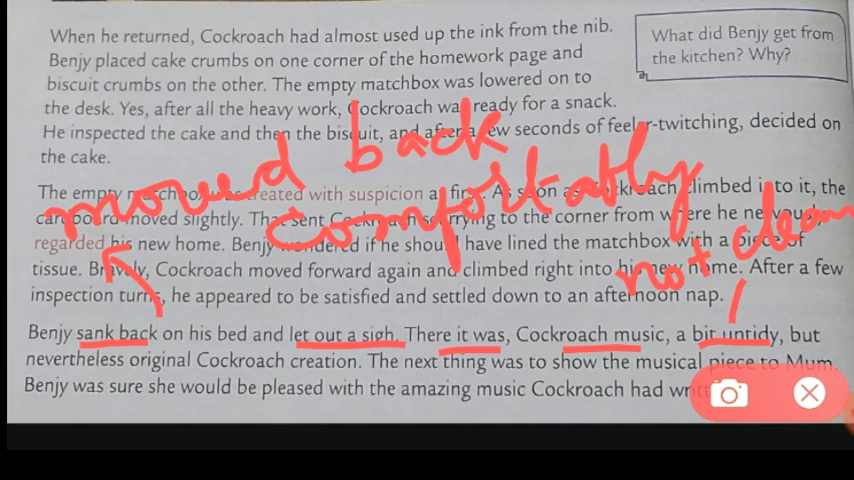 When he returned, Cockroach had almost used up the ink from the nib.
Benjy placed cake crumbs on one corner of the homework page and
biscuit crumbs on the other. The empty matchbox was lowered on to
the desk. Yes, after all the heavy work, Cockroach was ready for a snack.
He inspected the cake and then the biscuit, and after a few seconds of feeler-twitching, decided on
the cake.
What did Benjy get from
the kitchen? Why?
The empty matchbox was treated with suspicion at first. As soon as Cockroach climbed into it, the
cardboard moved slightly. That sent Cockroach scurrying to the corner from where he nervously
regarded his new home. Benjy wondered if he should have lined the matchbox with a piece of
tissue. Bravely, Cockroach moved forward again and climbed right into his new home. After a few
inspection turns, he appeared to be satisfied and settled down to an afternoon nap.
Benjy sank back on his bed and let out a sigh. There it was, Cockroach music, a bit untidy, but
nevertheless original Cockroach creation. The next thing was to show the musical piece to Mum.
Benjy was sure she would be pleased with the amazing music Cockroach had
moved back
comfortably
not clean